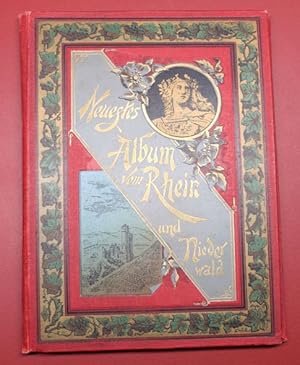 Neuestes
Album
vom Rhein
und
Nieder
wald